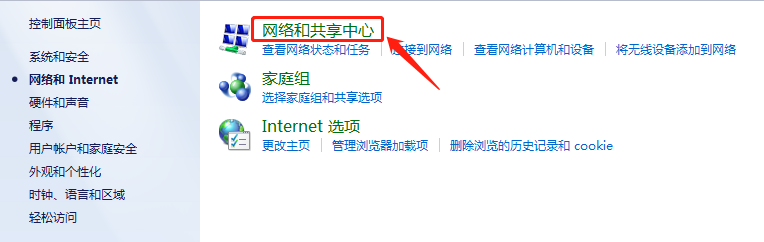 控制面板主页
系统和安全
网络和 Internet
硬件和声音
程序
用户帐户和家庭安全
外观和个性化
时钟、语言和区域
轻松访问
网络和共享中心
查看网络状态和任务 连接到网络 查看网络计算机和设备 将无线设备添加到网络
家庭组
选择家庭组和共享选项
Internet 选项
更改主页 管理浏览器加载项 删除浏览的历史记录和 cookie